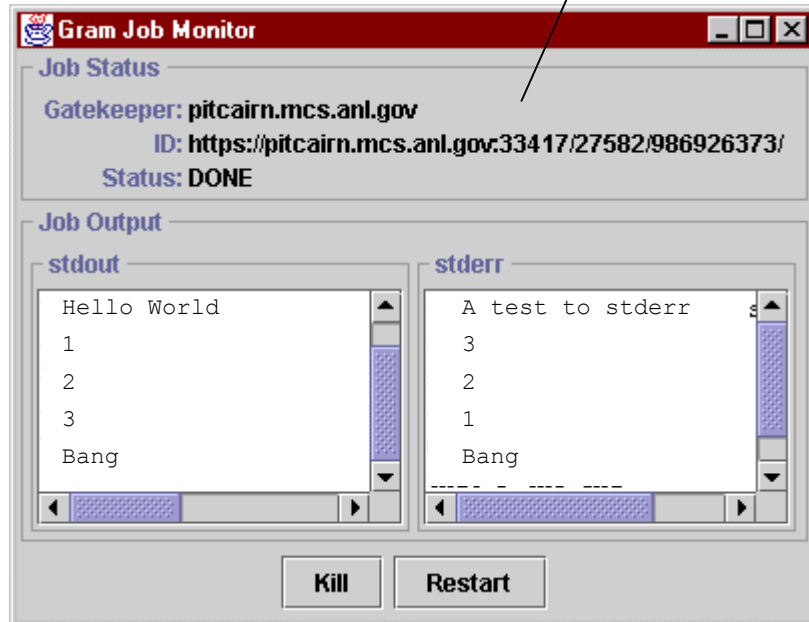 Gram Job Monitor
Job Status
Gatekeeper: pitcairn.mcs.anl.gov
ID: https://pitcairn.mcs.anl.gov:33417/27582/986926373/
Status: DONE
Job Output
stdout
Hello World
1
2
3
Bang
stderr
A test to stderr
3
2
1
Bang
Kill
Restart